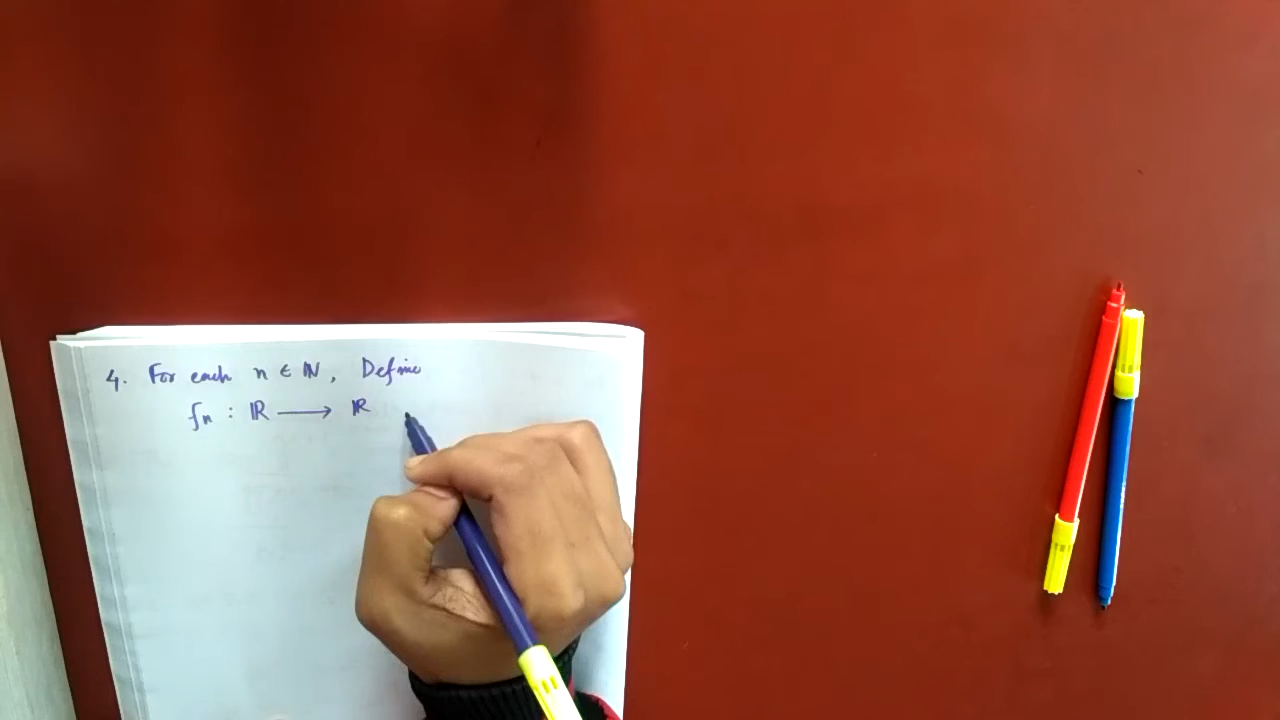 4. For each n ∈ ℕ, Define
fₙ : ℝ ⟶ ℝ